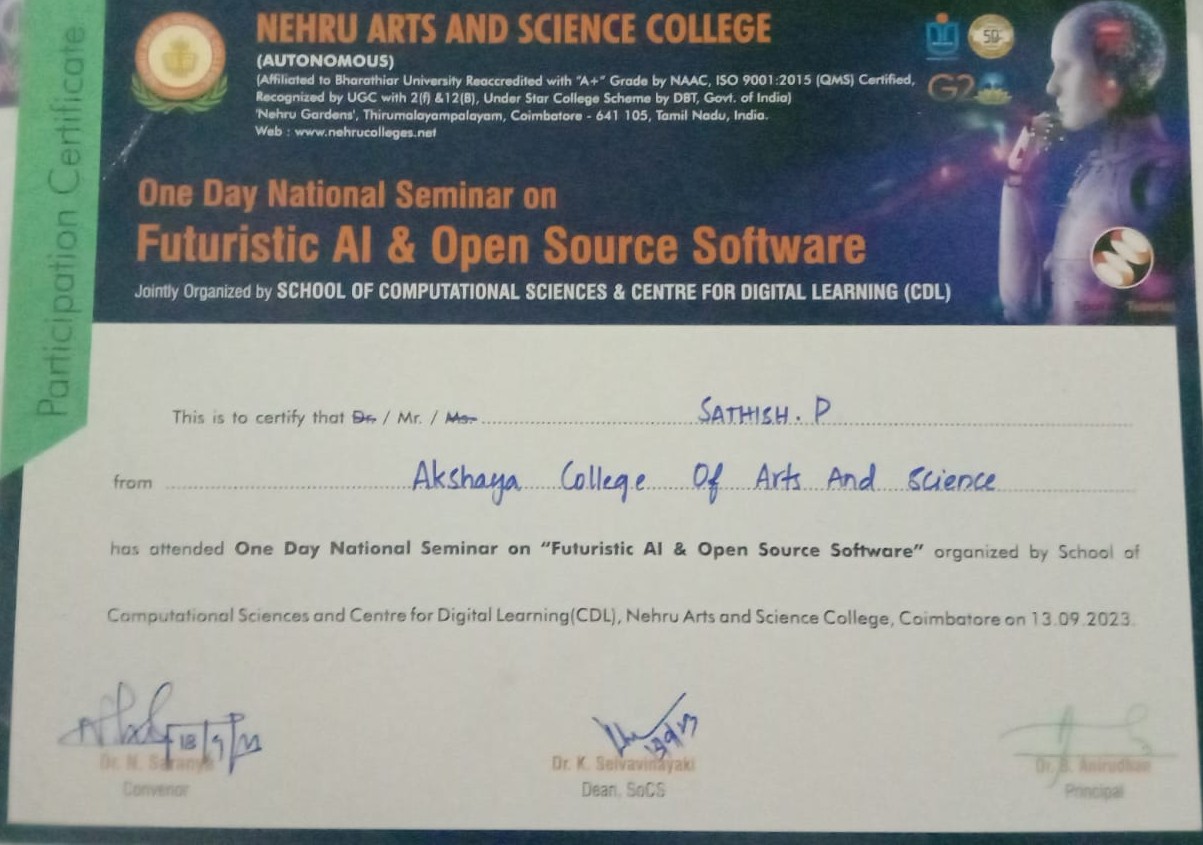 Participation Certificate
NEHRU ARTS AND SCIENCE COLLEGE
(AUTONOMOUS)
(Affiliated to Bharathiar University Reaccredited with "A+" Grade by NAAC, ISO 9001:2015 (QMS) Certified,
Recognized by UGC with 2(f) &12(B), Under Star College Scheme by DBT, Govt. of India)
'Nehru Gardens', Thirumalayampalayam, Coimbatore - 641 105, Tamil Nadu, India.
Web : www.nehrucolleges.net
50
G2
One Day National Seminar on
Futuristic AI & Open Source Software
Jointly Organized by SCHOOL OF COMPUTATIONAL SCIENCES & CENTRE FOR DIGITAL LEARNING (CDL)
This is to certify that Dr. / Mr. / Ms. SATHISH. P
from Akshaya College Of Arts And Science
has attended One Day National Seminar on "Futuristic AI & Open Source Software" organized by School of
Computational Sciences and Centre for Digital Learning(CDL), Nehru Arts and Science College, Coimbatore on 13.09.2023.
Dr. N. Saranya Dr. K. Selvavinayaki Dr. B. Anirudhan
Convenor Dean, SoCS Principal